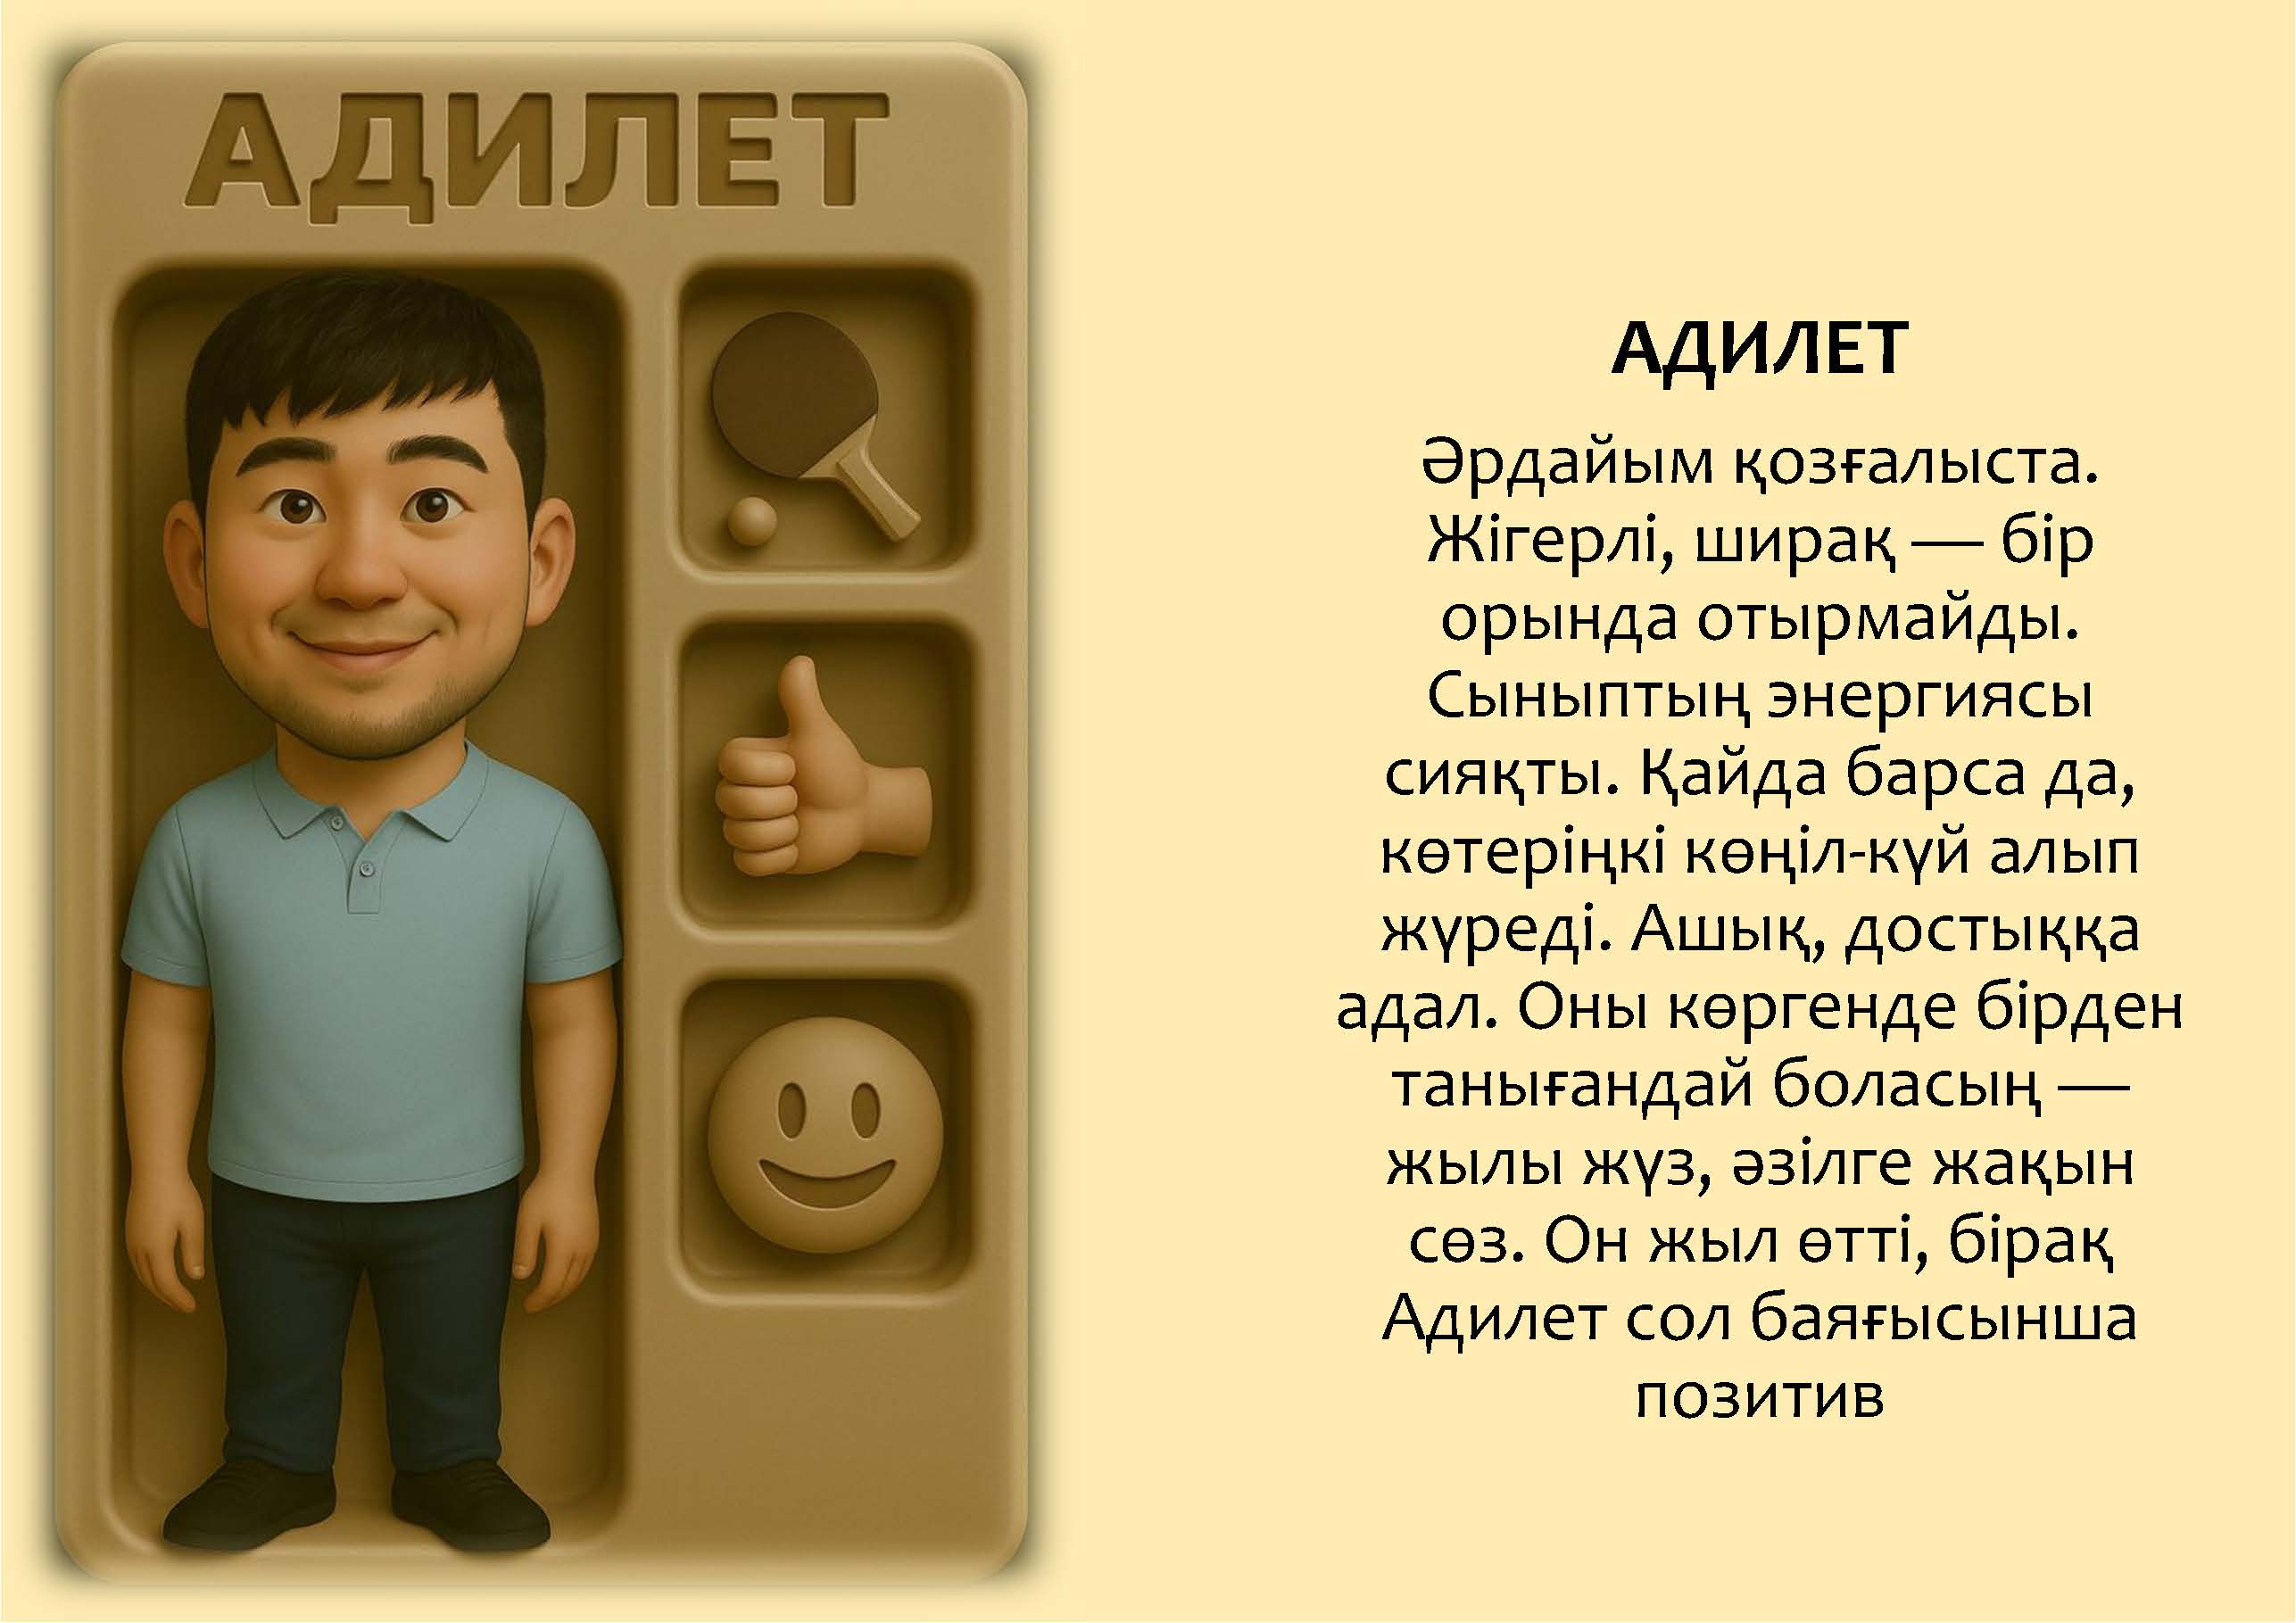 АДИЛЕТ
АДИЛЕТ
Әрдайым қозғалыста.
Жігерлі, ширақ — бір
орында отырмайды.
Сыныптың энергиясы
сияқты. Қайда барса да,
көтеріңкі көңіл-күй алып
жүреді. Ашық, достыққа
адал. Оны көргенде бірден
танығандай боласың —
жылы жүз, әзілге жақын
сөз. Он жыл өтті, бірақ
Адилет сол баяғысынша
позитив